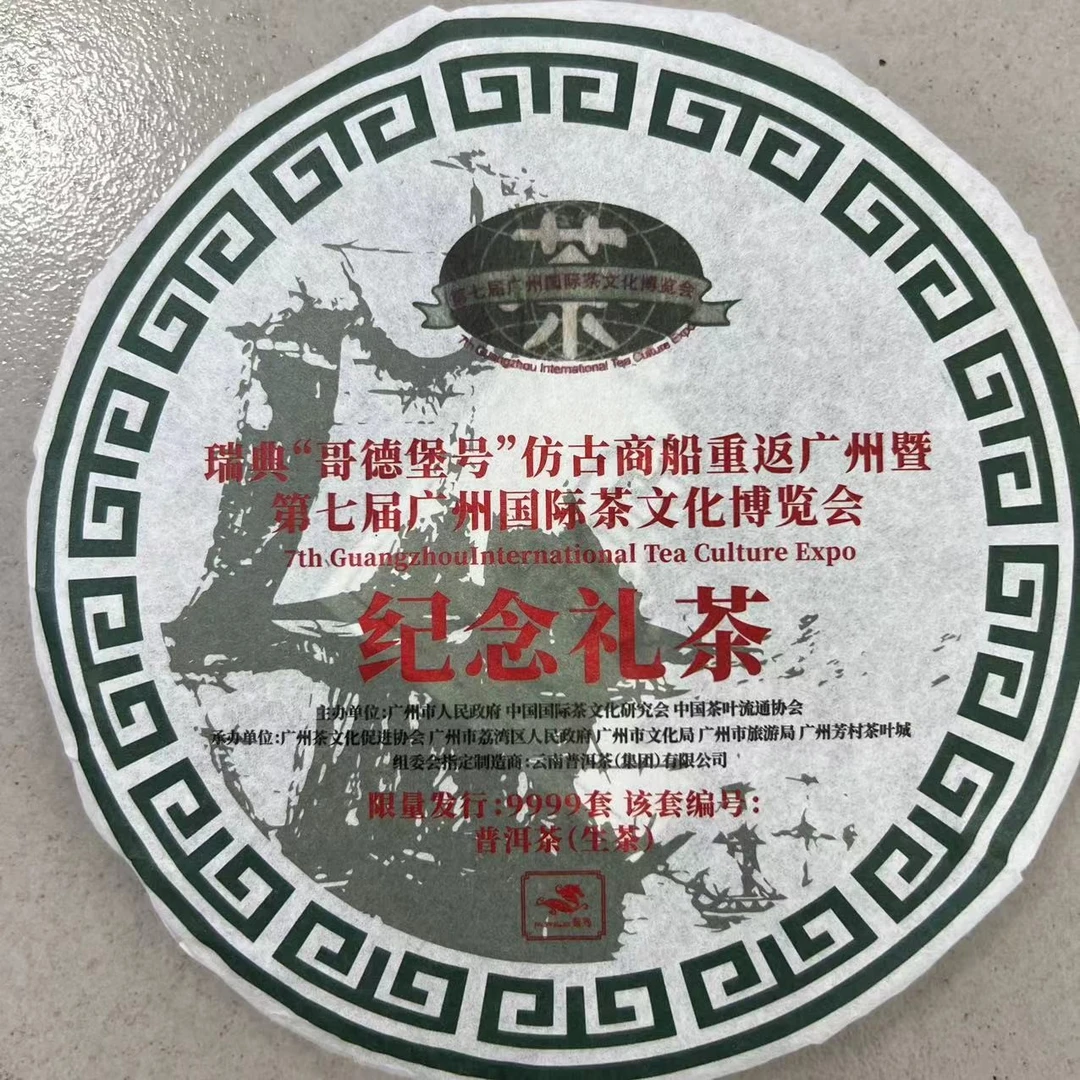 茶
第七届广州国际茶文化博览会
7th Guangzhou International Tea Culture Expo
瑞典“哥德堡号”仿古商船重返广州暨
第七届广州国际茶文化博览会
7th GuangzhouInternational Tea Culture Expo
纪念礼茶
主办单位:广州市人民政府 中国国际茶文化研究会 中国茶叶流通协会
承办单位:广州茶文化促进协会 广州市荔湾区人民政府 广州市文化局 广州市旅游局 广州芳村茶叶城
组委会指定制造商:云南普洱茶(集团)有限公司
限量发行:9999套 该套编号:
普洱茶(生茶)